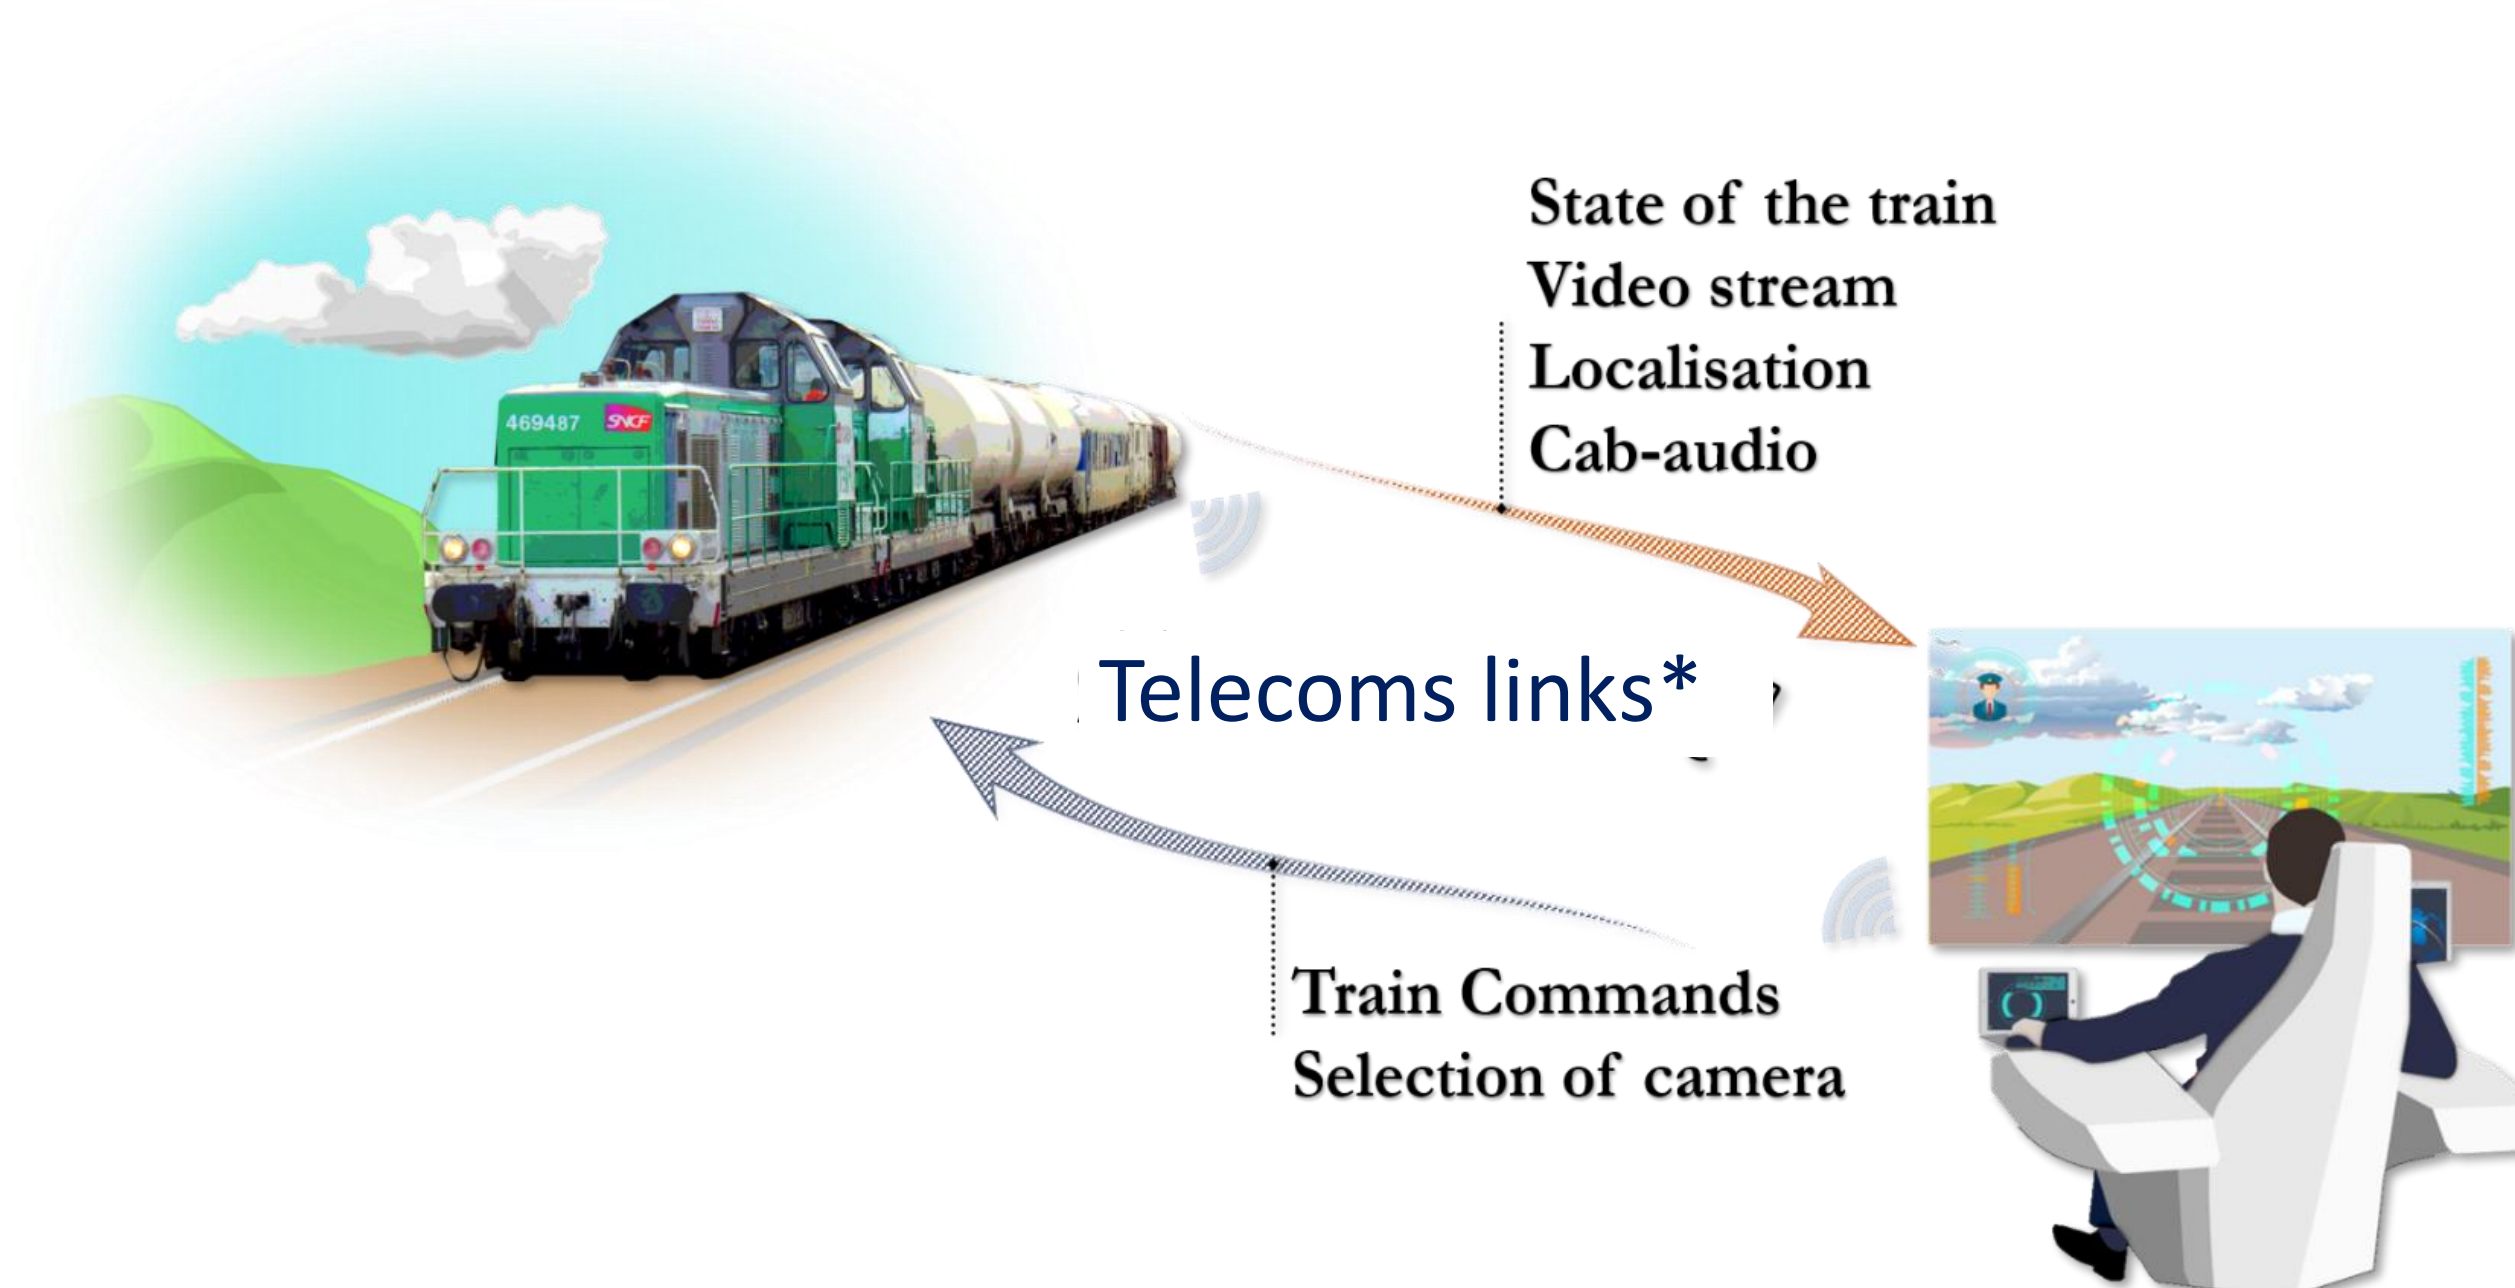 State of the train
Video stream
Localisation
Cab-audio
469487 SNCF
Telecoms links*
Train Commands
Selection of camera